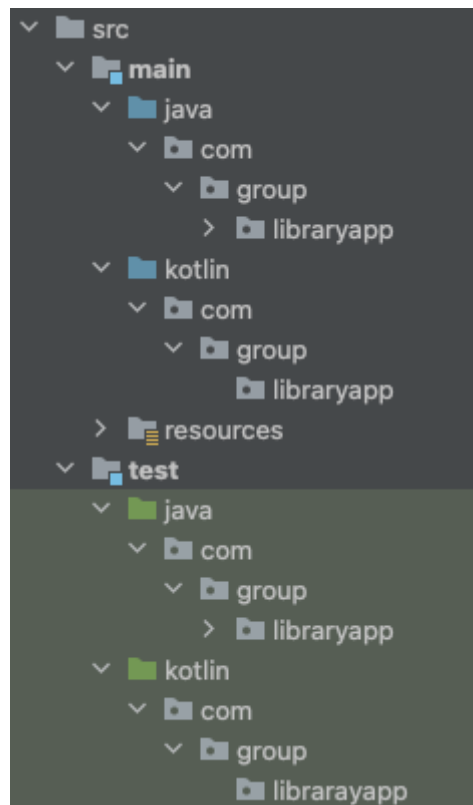 src
main
java
com
group
libraryapp
kotlin
com
group
libraryapp
resources
test
java
com
group
libraryapp
kotlin
com
group
librarayapp